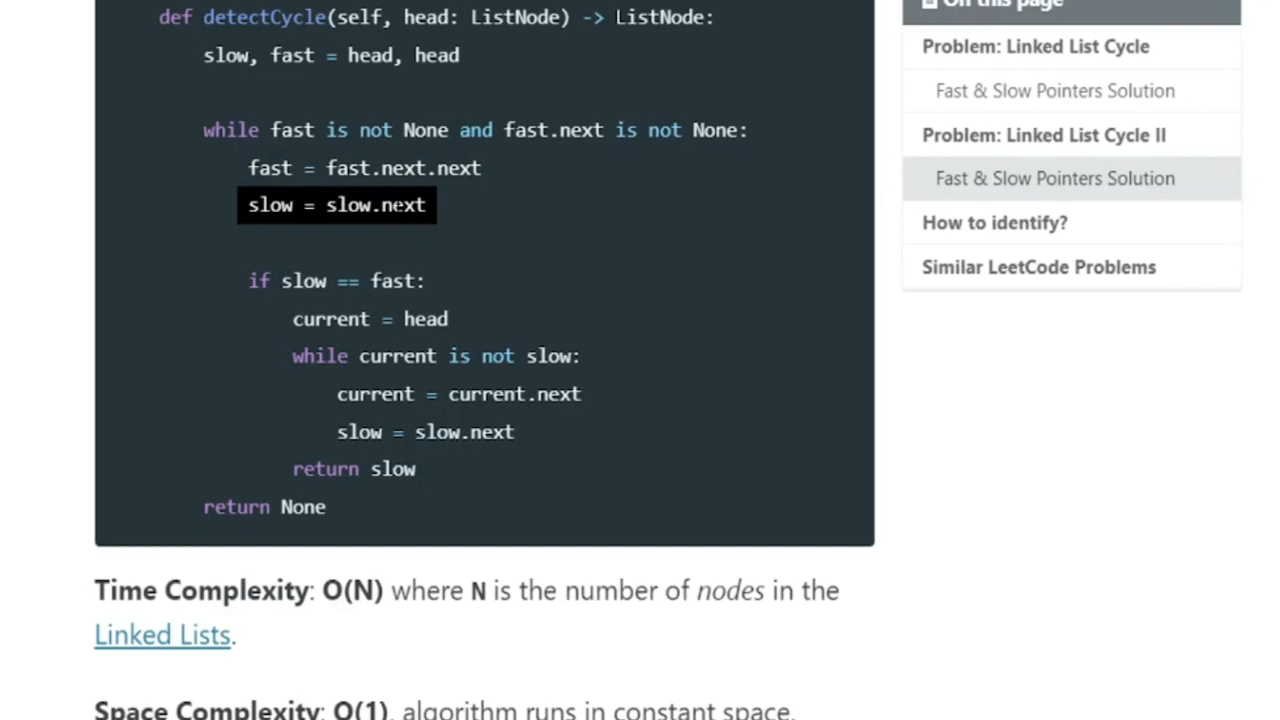 def detectCycle(self, head: ListNode) -> ListNode:
slow, fast = head, head
while fast is not None and fast.next is not None:
fast = fast.next.next
slow = slow.next
if slow == fast:
current = head
while current is not slow:
current = current.next
slow = slow.next
return slow
return None
Time Complexity: O(N) where N is the number of nodes in the
Linked Lists.
Space Complexity: O(1), algorithm runs in constant space.
On this page
Problem: Linked List Cycle
Fast & Slow Pointers Solution
Problem: Linked List Cycle II
Fast & Slow Pointers Solution
How to identify?
Similar LeetCode Problems